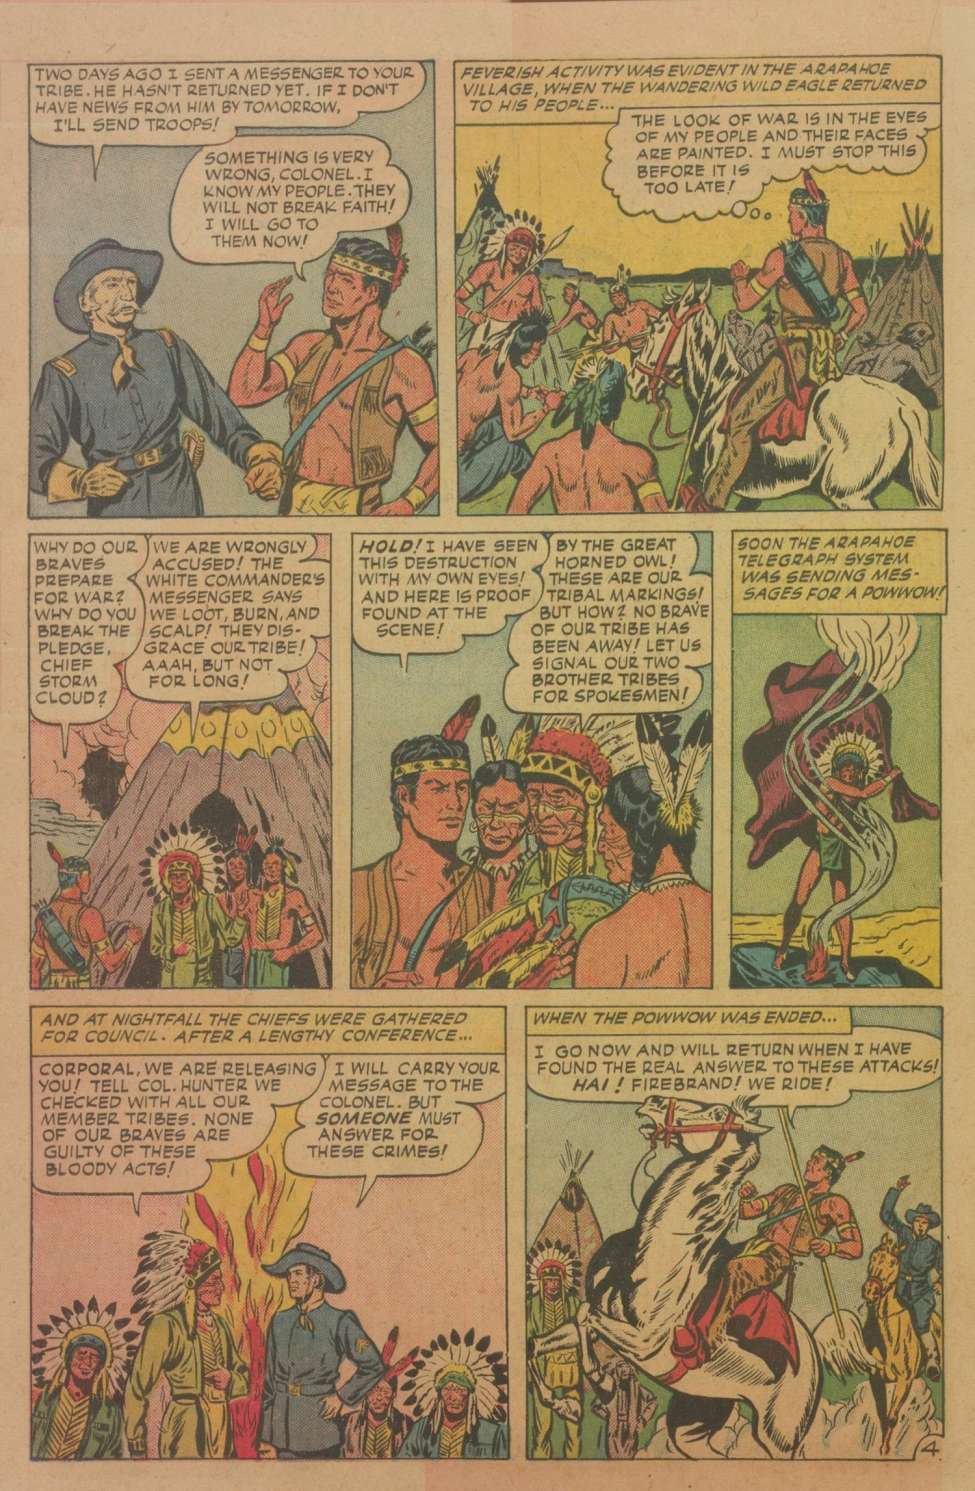 TWO DAYS AGO I SENT A MESSENGER TO YOUR
TRIBE. HE HASN'T RETURNED YET. IF I DON'T
HAVE NEWS FROM HIM BY TOMORROW,
I'LL SEND TROOPS!
SOMETHING IS VERY
WRONG, COLONEL. I
KNOW MY PEOPLE. THEY
WILL NOT BREAK FAITH!
I WILL GO TO
THEM NOW!
U.S.
FEVERISH ACTIVITY WAS EVIDENT IN THE ARAPAHOE
VILLAGE, WHEN THE WANDERING WILD EAGLE RETURNED
TO HIS PEOPLE...
THE LOOK OF WAR IS IN THE EYES
OF MY PEOPLE AND THEIR FACES
ARE PAINTED. I MUST STOP THIS
BEFORE IT IS
TOO LATE!
WHY DO OUR
BRAVES
PREPARE
FOR WAR?
WHY DO YOU
BREAK THE
PLEDGE,
CHIEF
STORM
CLOUD?
WE ARE WRONGLY
ACCUSED! THE
WHITE COMMANDER'S
MESSENGER SAYS
WE LOOT, BURN, AND
SCALP! THEY DIS-
GRACE OUR TRIBE!
AAAH, BUT NOT
FOR LONG!
HOLD! I HAVE SEEN
THIS DESTRUCTION
WITH MY OWN EYES!
AND HERE IS PROOF
FOUND AT THE
SCENE!
BY THE GREAT
HORNED OWL!
THESE ARE OUR
TRIBAL MARKINGS!
BUT HOW? NO BRAVE
OF OUR TRIBE HAS
BEEN AWAY! LET US
SIGNAL OUR TWO
BROTHER TRIBES
FOR SPOKESMEN!
SOON THE ARAPAHOE
TELEGRAPH SYSTEM
WAS SENDING MES-
SAGES FOR A POWWOW!
AND AT NIGHTFALL THE CHIEFS WERE GATHERED
FOR COUNCIL. AFTER A LENGTHY CONFERENCE...
CORPORAL, WE ARE RELEASING
YOU! TELL COL. HUNTER WE
CHECKED WITH ALL OUR
MEMBER TRIBES. NONE
OF OUR BRAVES ARE
GUILTY OF THESE
BLOODY ACTS!
I WILL CARRY YOUR
MESSAGE TO THE
COLONEL. BUT
SOMEONE MUST
ANSWER FOR
THESE CRIMES!
WHEN THE POWWOW WAS ENDED...
I GO NOW AND WILL RETURN WHEN I HAVE
FOUND THE REAL ANSWER TO THESE ATTACKS!
HAI! FIREBRAND! WE RIDE!
4